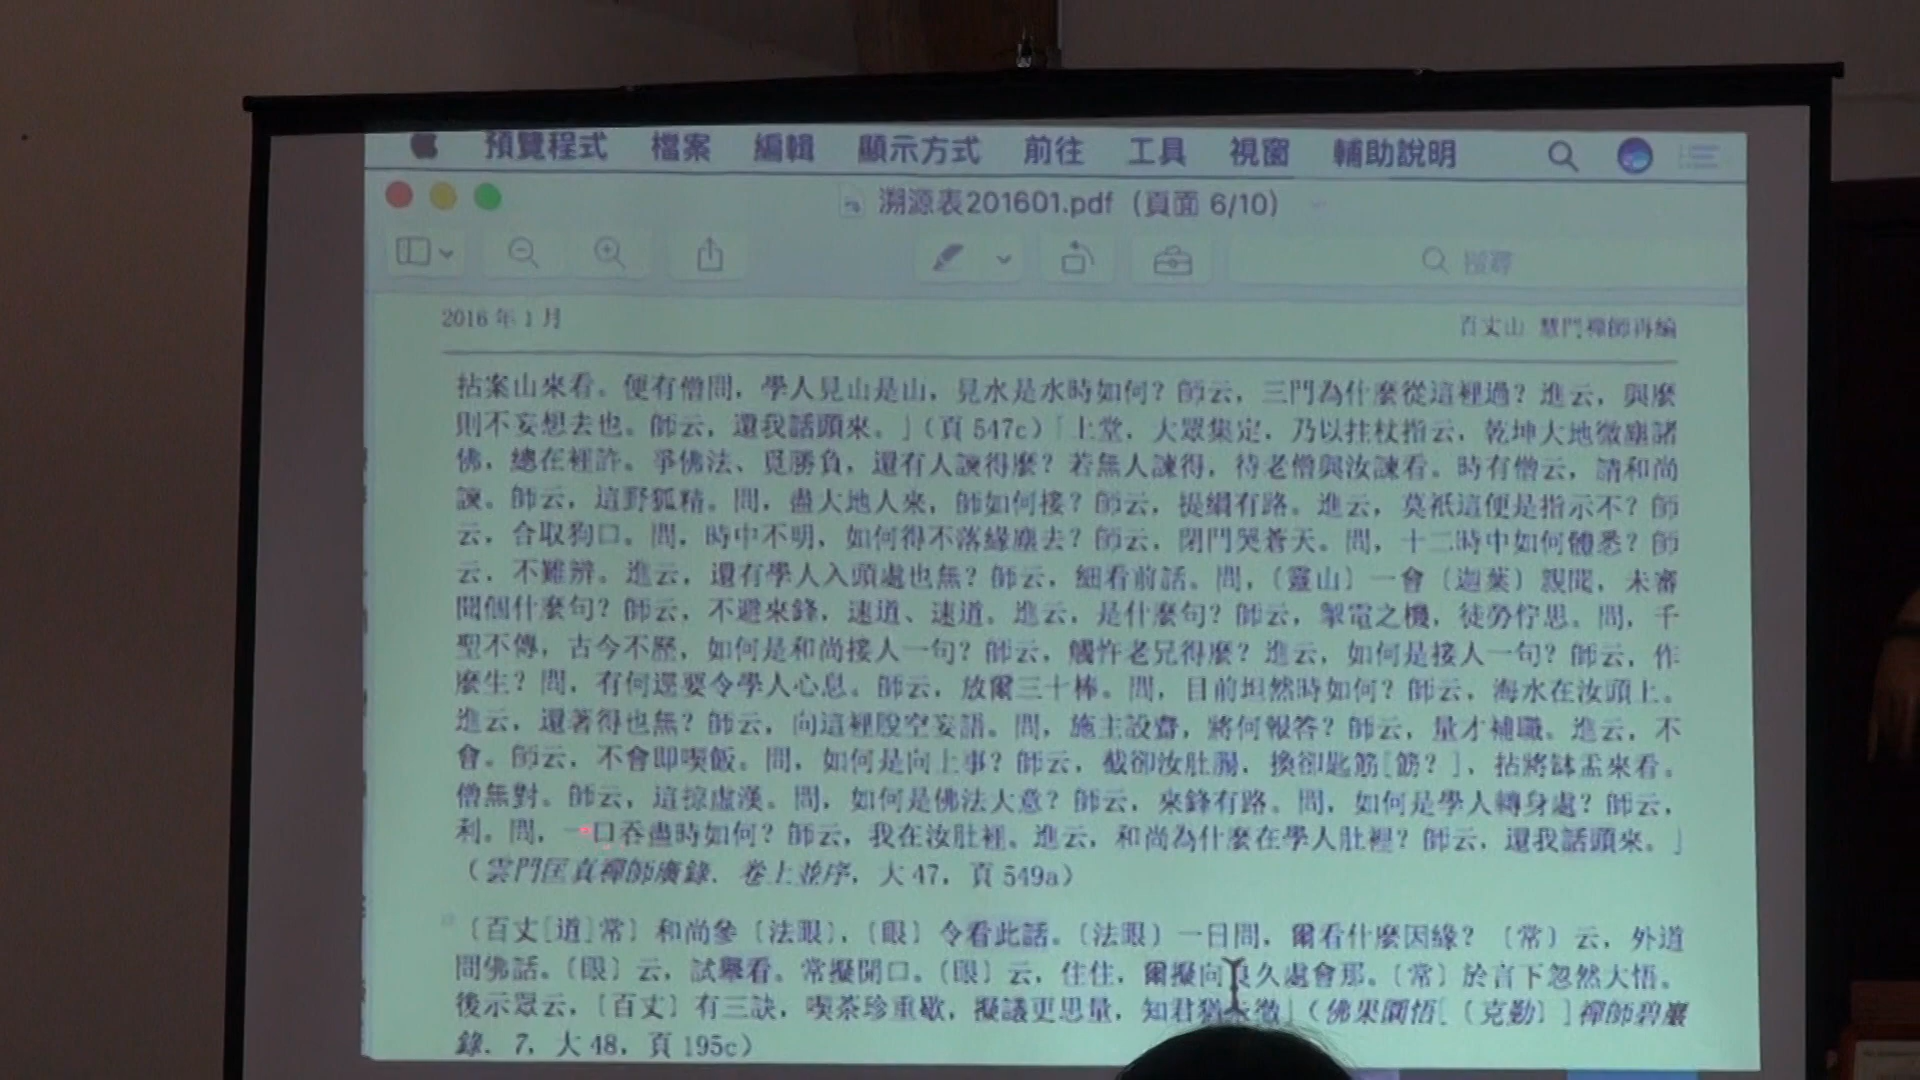 預覽程式 檔案 編輯 顯示方式 前往 工具 視窗 輔助說明
溯源表201601.pdf（頁面 6/10）
搜尋
2016 年 1 月 百丈山 慧門禪師再編
拈案山來看。便有僧問，學人見山是山，見水是水時如何？師云，三門為什麼從這裡過？進云，與麼
則不妄想去也。師云，還我話頭來。」（頁 547c）「上堂，大眾集定，乃以拄杖指云，乾坤大地微塵諸
佛，總在裡許。爭佛法、覓勝負，還有人諫得麼？若無人諫得，待老僧與汝諫看。時有僧云，請和尚
諫。師云，這野狐精。問，盡大地人來，師如何接？師云，提綱有路。進云，莫祇這便是指示不？師
云，合取狗口。問，時中不明，如何得不落緣塵去？師云，閉門哭蒼天。問，十二時中如何體悉？師
云，不難辨。進云，還有學人入頭處也無？師云，細看前話。問，〔靈山〕一會〔迦葉〕親聞，未審
聞個什麼句？師云，不避來鋒，速道、速道。進云，是什麼句？師云，掣電之機，徒勞佇思。問，千
聖不傳，古今不歷，如何是和尚接人一句？師云，觸忤老兄得麼？進云，如何是接人一句？師云，作
麼生？問，有何遲要令學人心息。師云，放爾三十棒。問，目前坦然時如何？師云，海水在汝頭上。
進云，還著得也無？師云，向這裡脫空妄語。問，施主設齋，將何報答？師云，量才補職。進云，不
會。師云，不會即喫飯。問，如何是向上事？師云，截卻汝肚腸，換卻匙筋[筯？]，拈將缽盂來看。
僧無對。師云，這掠虛漢。問，如何是佛法大意？師云，來鋒有路。問，如何是學人轉身處？師云，
利。問，一口吞盡時如何？師云，我在汝肚裡。進云，和尚為什麼在學人肚裡？師云，還我話頭來。」
（雲門匡真禪師廣錄．卷上並序，大 47，頁 549a）
〔百丈[道]常〕和尚參〔法眼〕，〔眼〕令看此話。〔法眼〕一日問，爾看什麼因緣？〔常〕云，外道
問佛話。〔眼〕云，試舉看。常擬開口。〔眼〕云，住住，爾擬向良久處會那。〔常〕於言下忽然大悟。
後示眾云，〔百丈〕有三訣，喫茶珍重歇，擬議更思量，知君猶未徹」（佛果圜悟[〔克勤〕]禪師碧巖
錄．7，大 48，頁 195c）